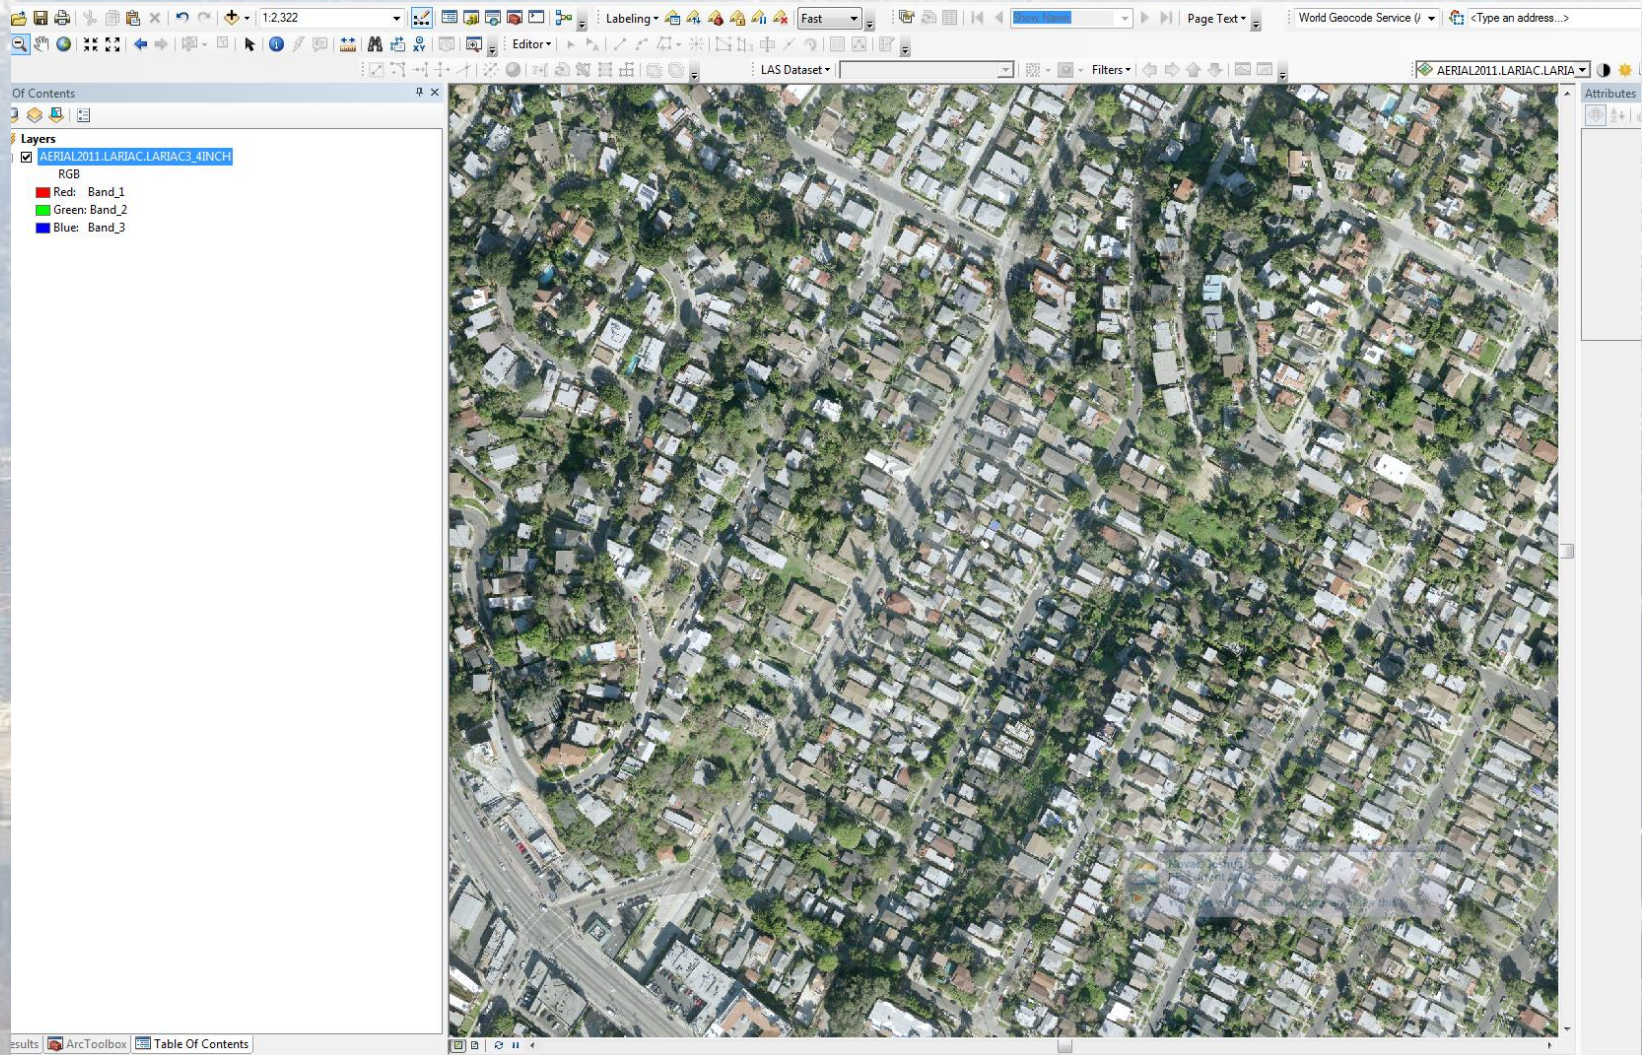 1:2,322
Labeling
Fast
Page Text
World Geocode Service (/
<Type an address...>
Editor
LAS Dataset
Filters
AERIAL2011.LARIAC.LARIA
Of Contents
Attributes
Layers
AERIAL2011.LARIAC.LARIAC3_4INCH
RGB
Red: Band_1
Green: Band_2
Blue: Band_3
esults
ArcToolbox
Table Of Contents